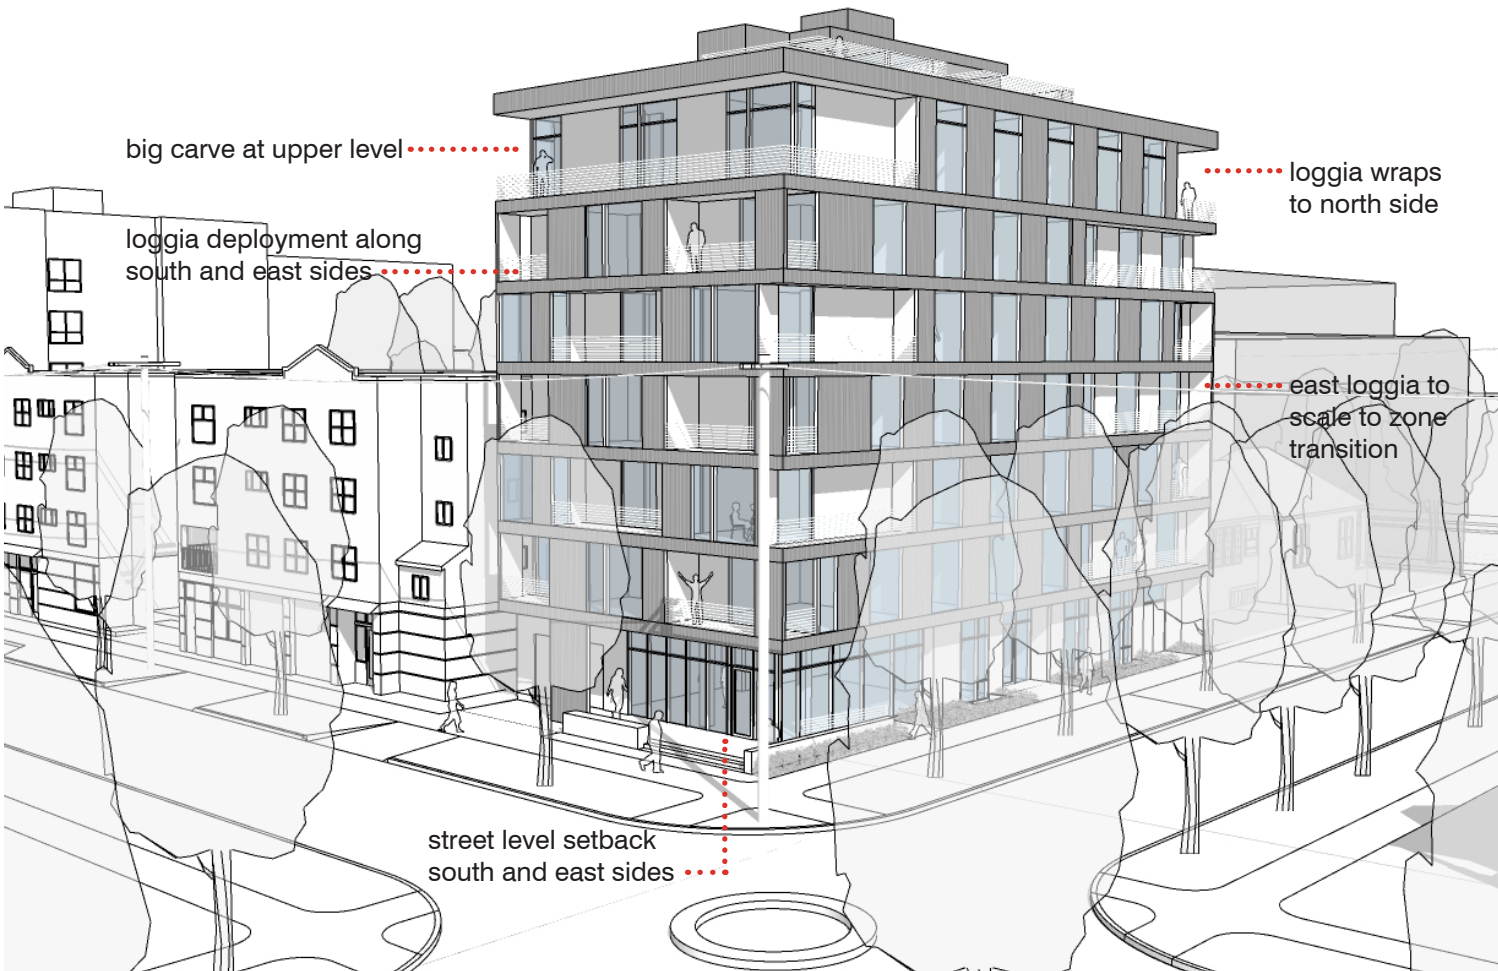 big carve at upper level
loggia wraps
to north side
loggia deployment along
south and east sides
east loggia to
scale to zone
transition
street level setback
south and east sides